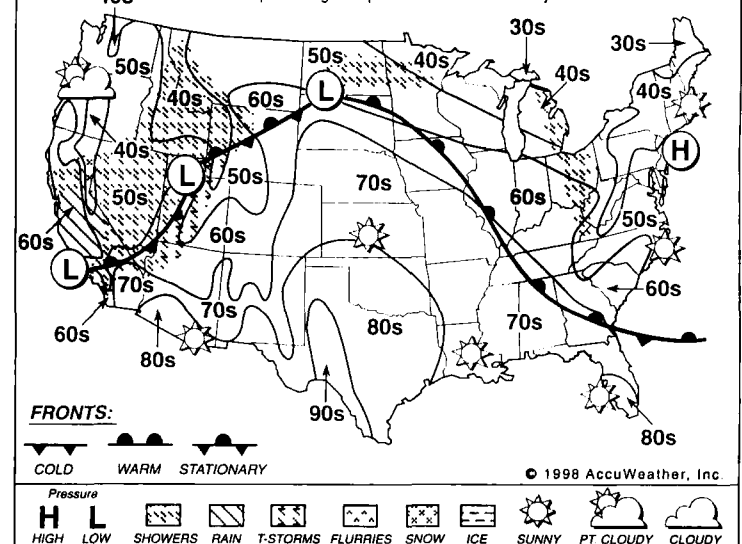 30s
50s
40s
30s
40s
40s
60s
L
40s
H
40s
L
50s
70s
60s
50s
50s
60s
60s
L
70s
70s
60s
60s
80s
80s
70s
90s
80s
FRONTS:
COLD WARM STATIONARY
© 1998 AccuWeather, Inc.
Pressure
H L
HIGH LOW SHOWERS RAIN T-STORMS FLURRIES SNOW ICE SUNNY PT. CLOUDY CLOUDY